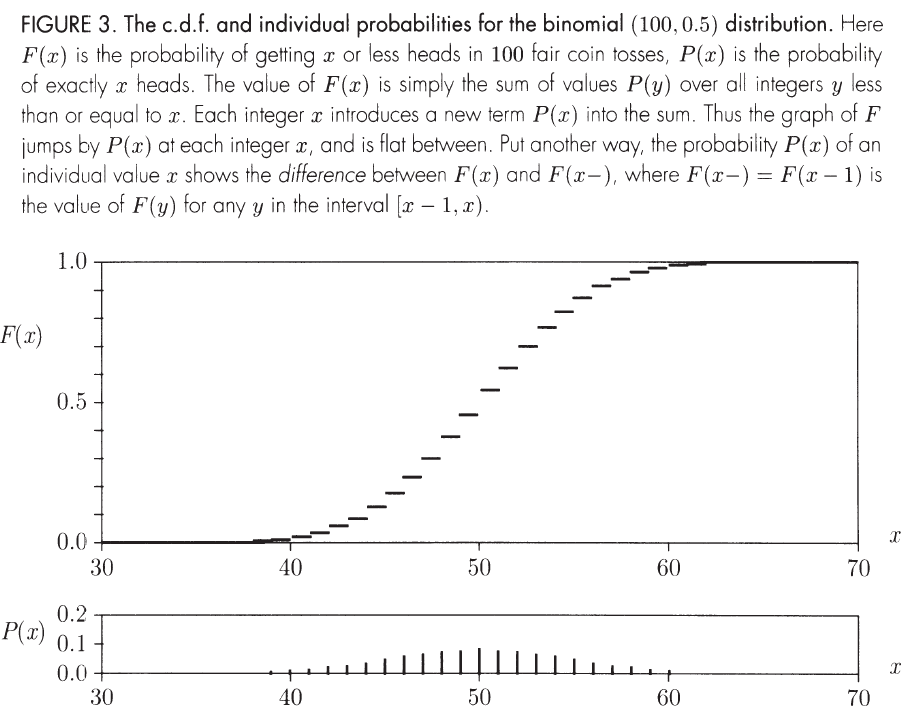 FIGURE 3. The c.d.f. and individual probabilities for the binomial (100, 0.5) distribution. Here
F(x) is the probability of getting x or less heads in 100 fair coin tosses, P(x) is the probability
of exactly x heads. The value of F(x) is simply the sum of values P(y) over all integers y less
than or equal to x. Each integer x introduces a new term P(x) into the sum. Thus the graph of F
jumps by P(x) at each integer x, and is flat between. Put another way, the probability P(x) of an
individual value x shows the difference between F(x) and F(x−), where F(x−) = F(x − 1) is
the value of F(y) for any y in the interval [x − 1, x).
1.0
F(x)
0.5
0.0
x
30 40 50 60 70
0.2
P(x)
0.1
0.0
x
30 40 50 60 70